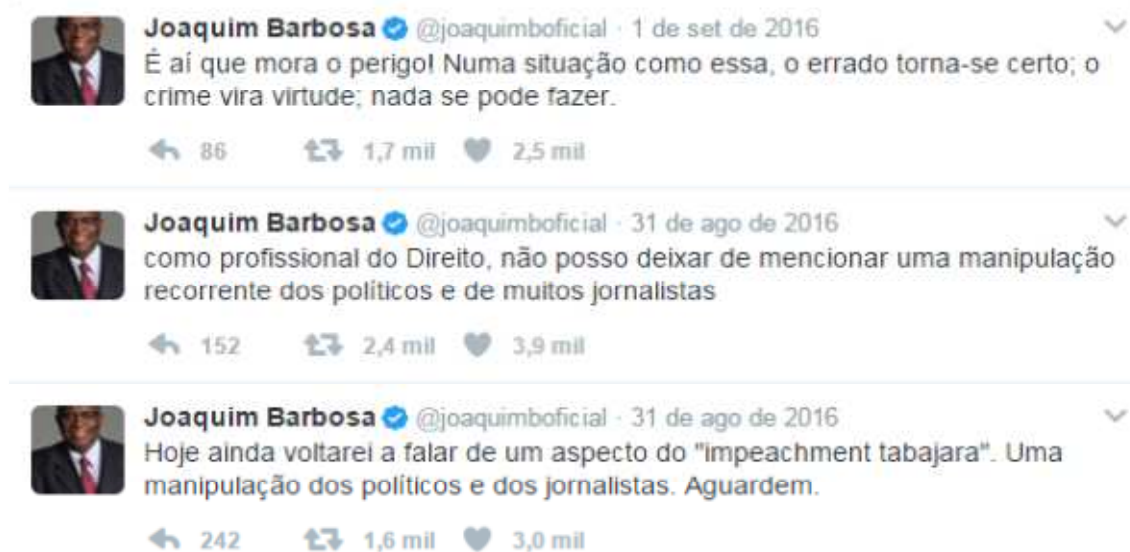 Joaquim Barbosa @joaquimboficial · 1 de set de 2016
É aí que mora o perigo! Numa situação como essa, o errado torna-se certo; o
crime vira virtude; nada se pode fazer.
86 1,7 mil 2,5 mil
Joaquim Barbosa @joaquimboficial · 31 de ago de 2016
como profissional do Direito, não posso deixar de mencionar uma manipulação
recorrente dos políticos e de muitos jornalistas
152 2,4 mil 3,9 mil
Joaquim Barbosa @joaquimboficial · 31 de ago de 2016
Hoje ainda voltarei a falar de um aspecto do "impeachment tabajara". Uma
manipulação dos políticos e dos jornalistas. Aguardem.
242 1,6 mil 3,0 mil